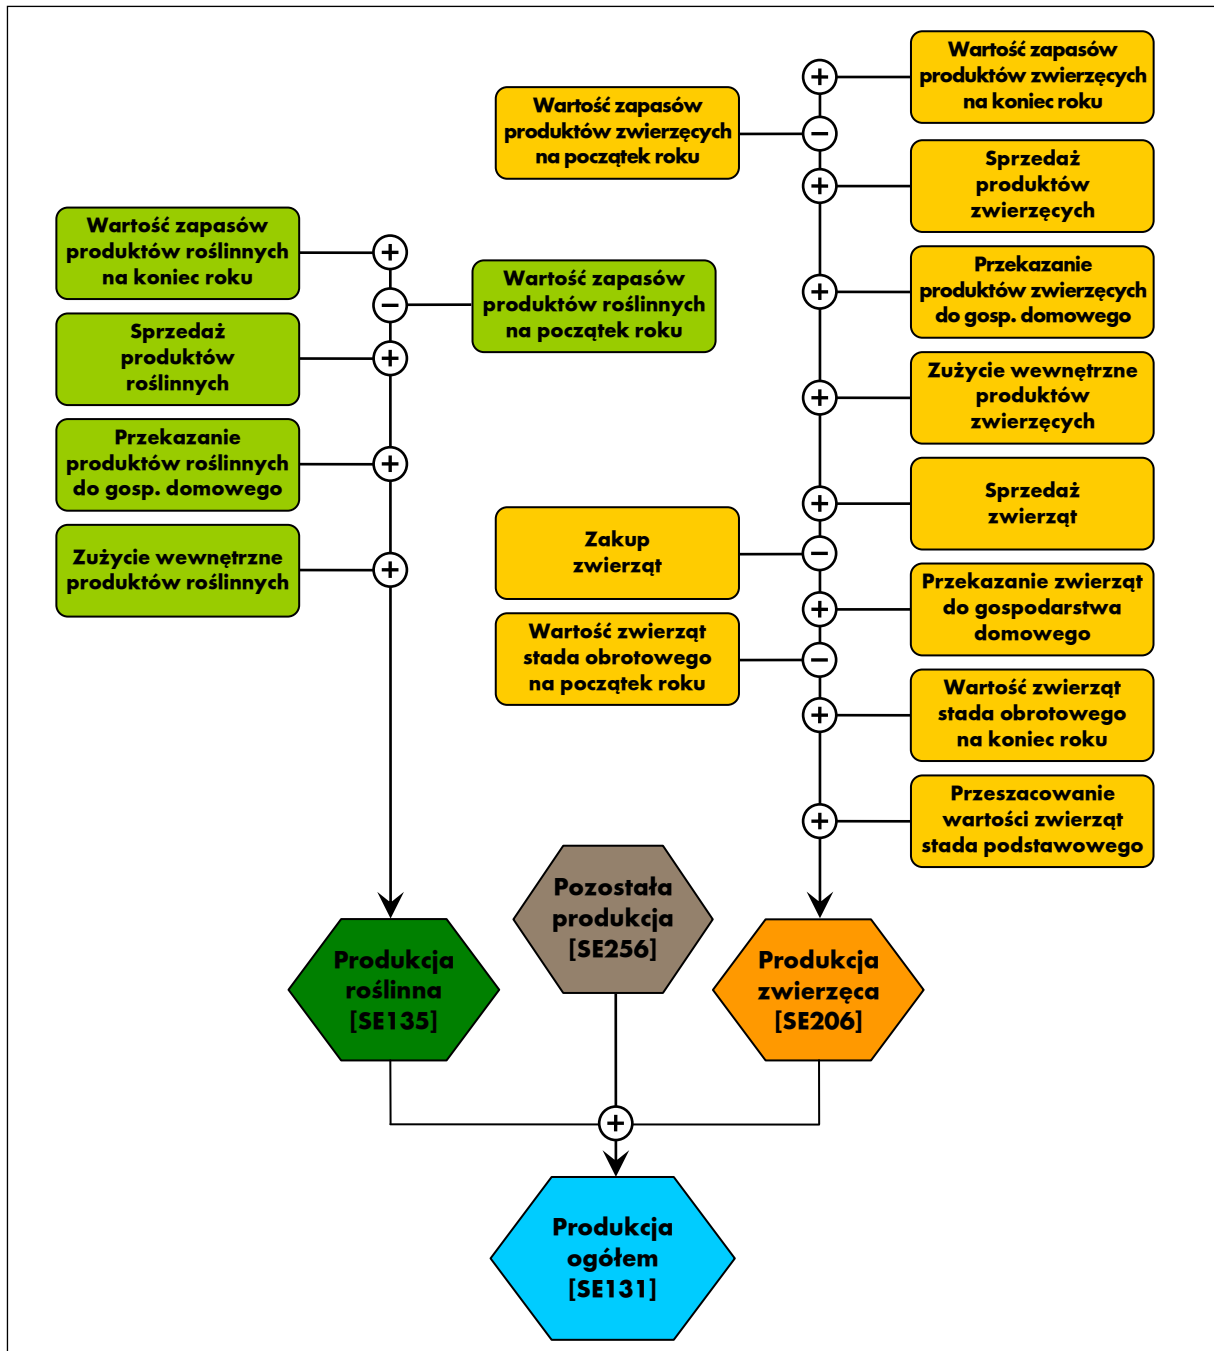 Wartość zapasów
produktów zwierzęcych
na koniec roku
Wartość zapasów
produktów zwierzęcych
na początek roku
Sprzedaż
produktów
zwierzęcych
Wartość zapasów
produktów roślinnych
na koniec roku
Wartość zapasów
produktów roślinnych
na początek roku
Przekazanie
produktów zwierzęcych
do gosp. domowego
Sprzedaż
produktów
roślinnych
Zużycie wewnętrzne
produktów
zwierzęcych
Przekazanie
produktów roślinnych
do gosp. domowego
Sprzedaż
zwierząt
Zakup
zwierząt
Zużycie wewnętrzne
produktów roślinnych
Przekazanie zwierząt
do gospodarstwa
domowego
Wartość zwierząt
stada obrotowego
na początek roku
Wartość zwierząt
stada obrotowego
na koniec roku
Przeszacowanie
wartości zwierząt
stada podstawowego
Pozostała
produkcja
[SE256]
Produkcja
roślinna
[SE135]
Produkcja
zwierzęca
[SE206]
Produkcja
ogółem
[SE131]